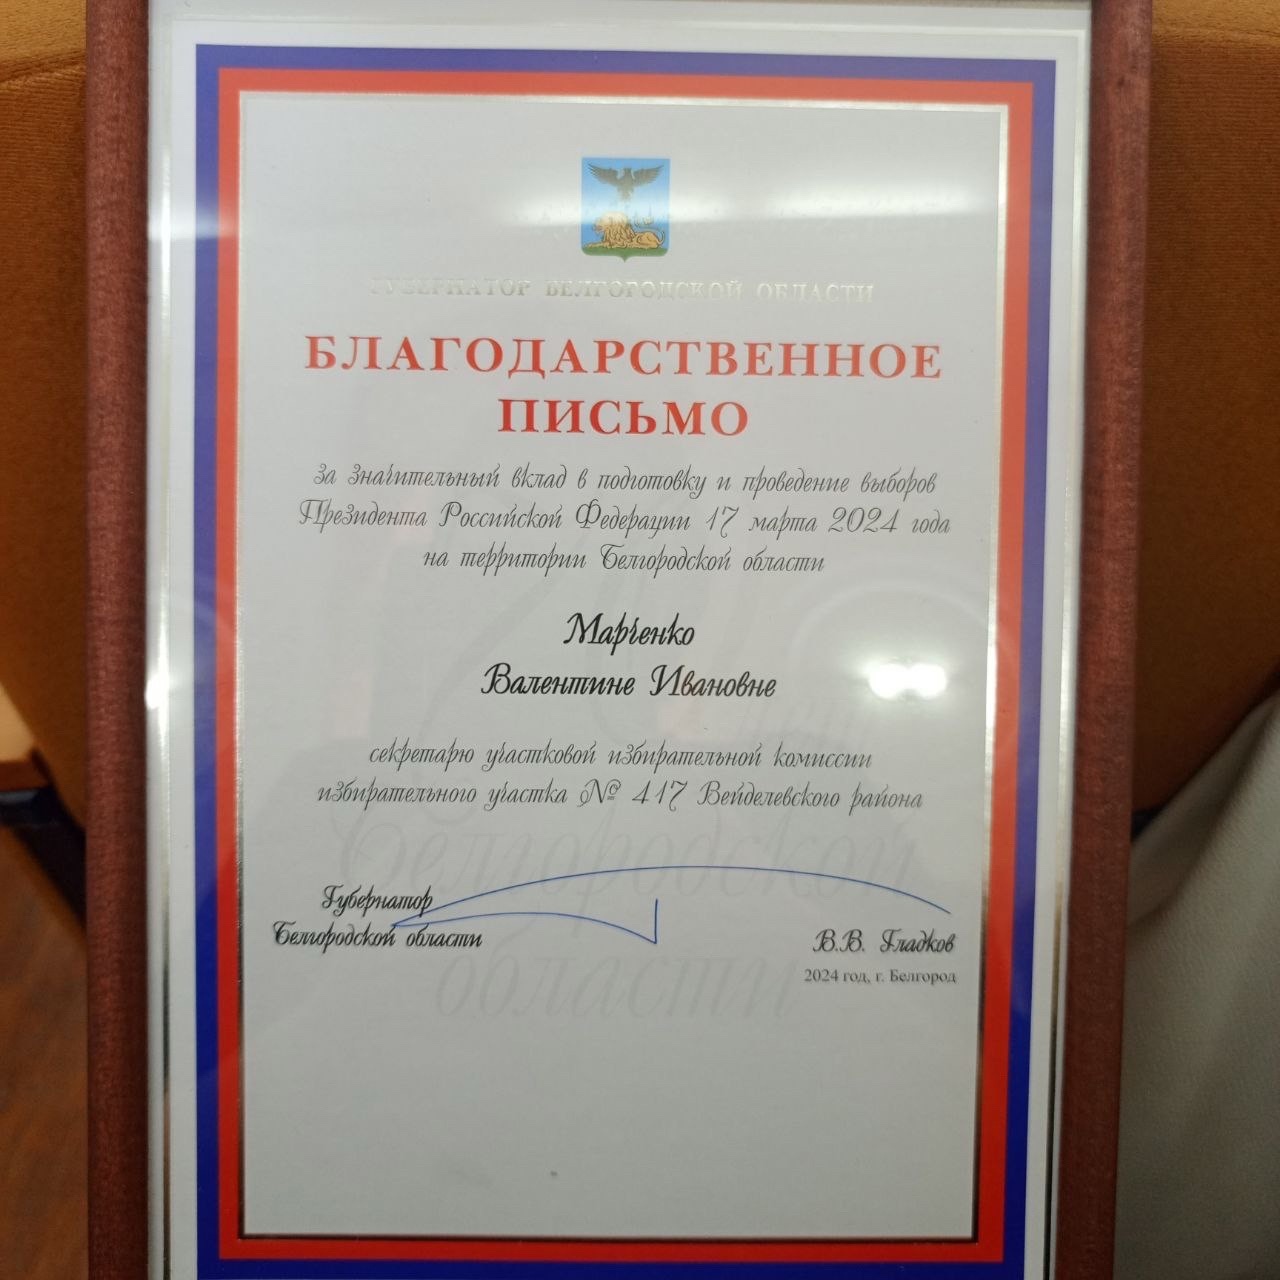 ГУБЕРНАТОР БЕЛГОРОДСКОЙ ОБЛАСТИ
БЛАГОДАРСТВЕННОЕ
ПИСЬМО
за значительный вклад в подготовку и проведение выборов
Президента Российской Федерации 17 марта 2024 года
на территории Белгородской области
Марченко
Валентине Ивановне
секретарю участковой избирательной комиссии
избирательного участка № 417 Вейделевского района
Белгородской
Губернатор
Белгородской области
В.В. Гладков
2024 год, г. Белгород
области